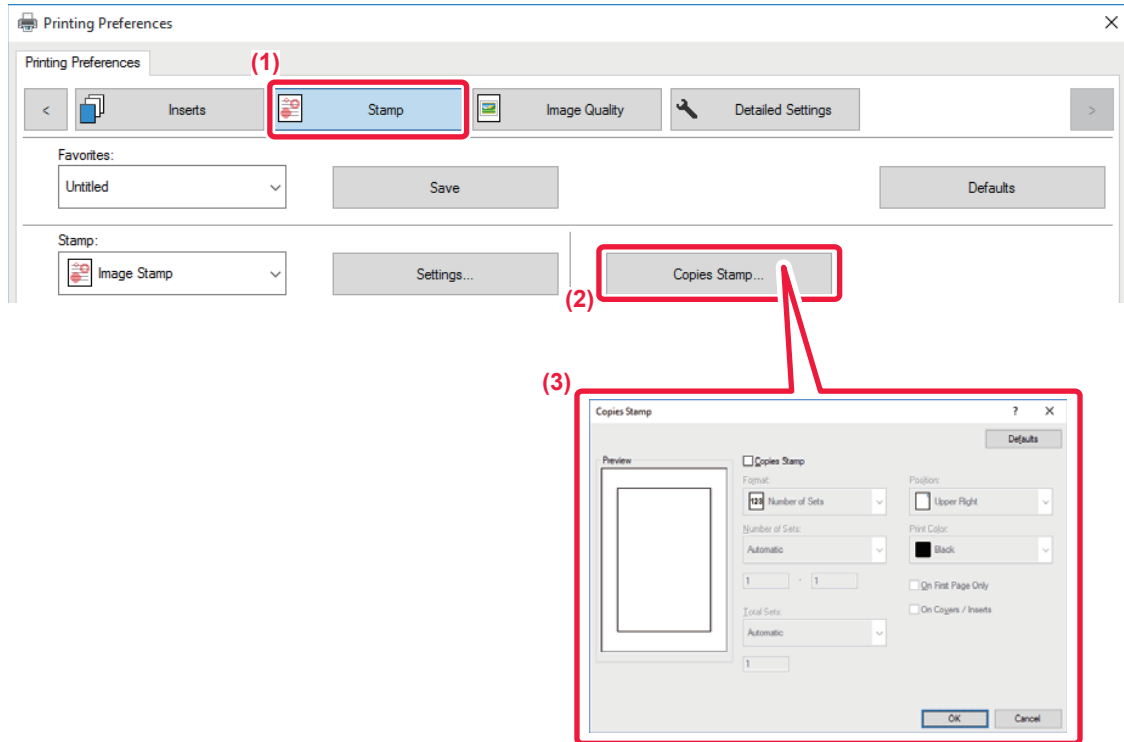 Printing Preferences
Printing Preferences
(1)
< Inserts Stamp Image Quality Detailed Settings >
Favorites:
Untitled Save Defaults
Stamp:
Image Stamp Settings... Copies Stamp...
(2)
(3)
Copies Stamp ? X
Defaults
Preview Copies Stamp
Format: Position:
123 Number of Sets Upper Right
Number of Sets: Print Color:
Automatic Black
1 - 1 On First Page Only
Total Sets: On Covers / Inserts
Automatic
1
OK Cancel